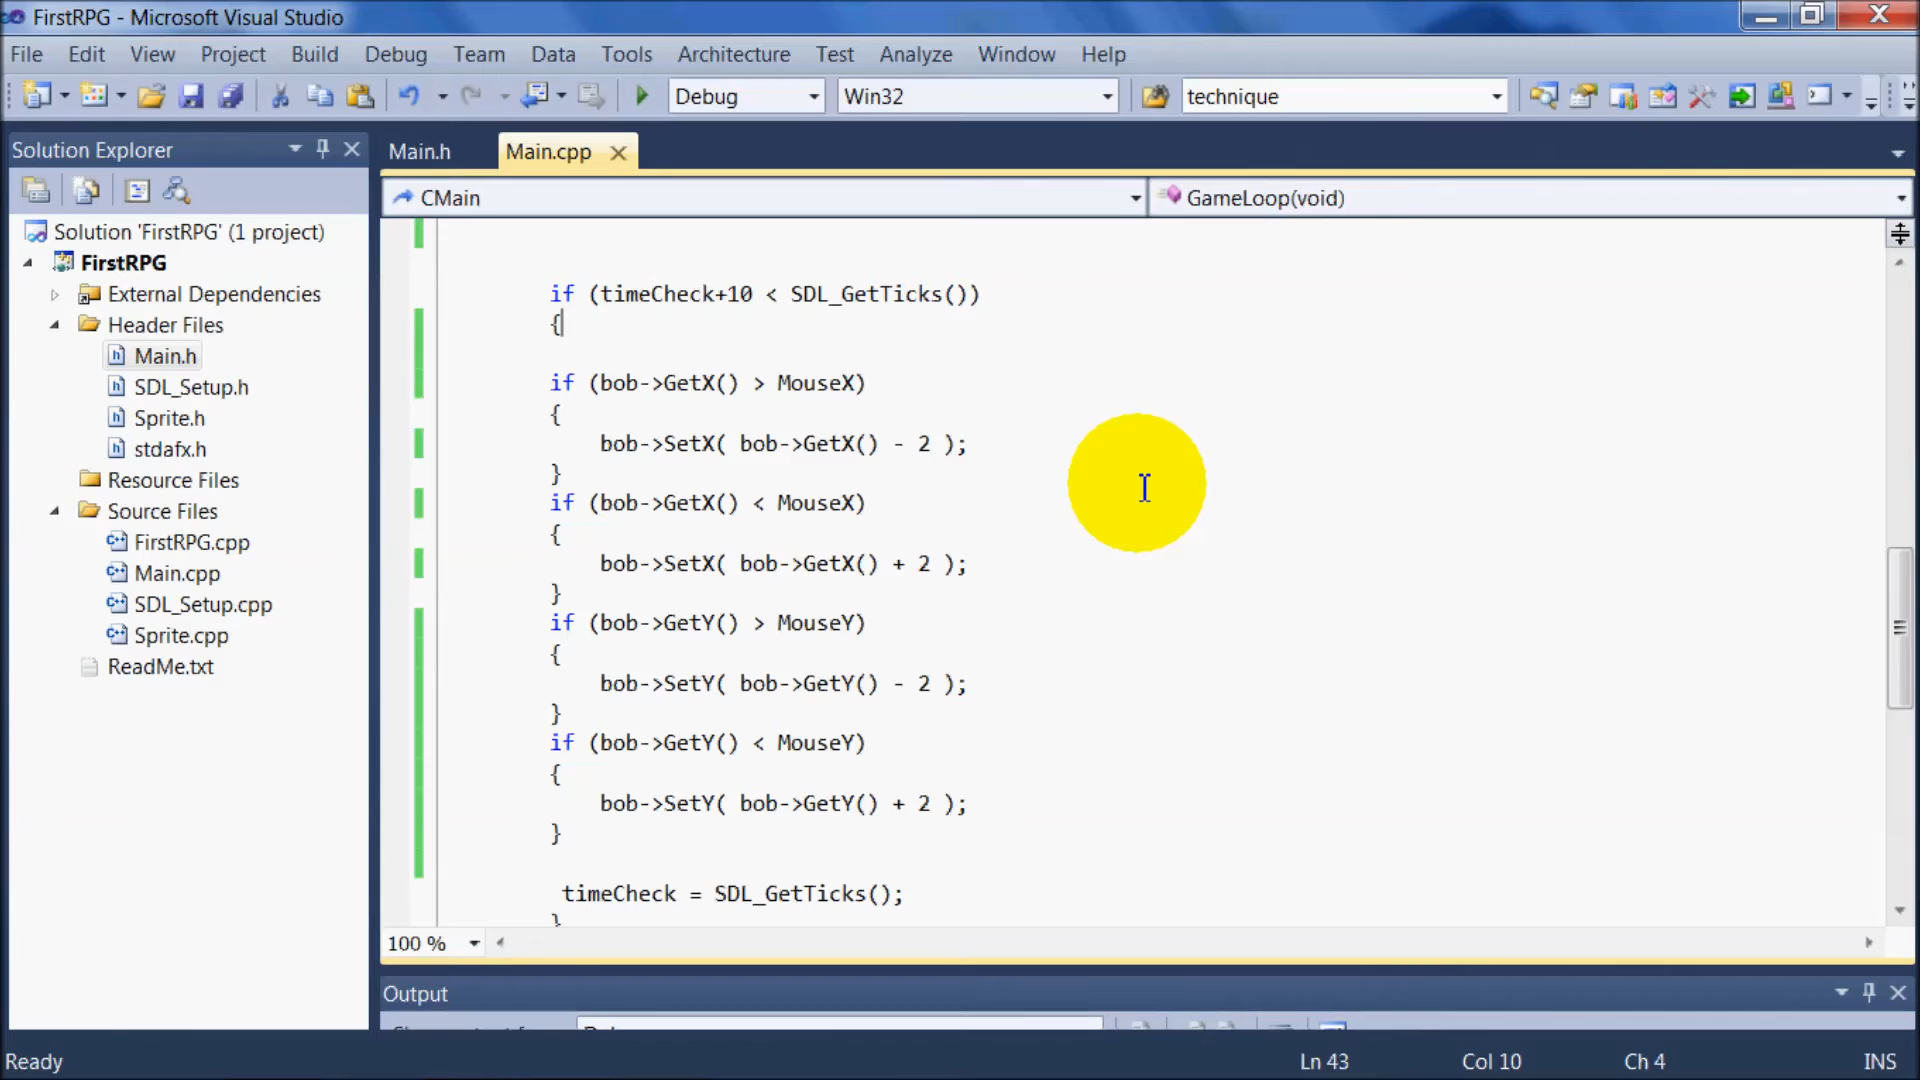 FirstRPG - Microsoft Visual Studio
File Edit View Project Build Debug Team Data Tools Architecture Test Analyze Window Help
Debug Win32 technique
Solution Explorer
Main.h Main.cpp
CMain GameLoop(void)
Solution 'FirstRPG' (1 project)
FirstRPG
External Dependencies
Header Files
Main.h
SDL_Setup.h
Sprite.h
stdafx.h
Resource Files
Source Files
FirstRPG.cpp
Main.cpp
SDL_Setup.cpp
Sprite.cpp
ReadMe.txt
if (timeCheck+10 < SDL_GetTicks())
{
if (bob->GetX() > MouseX)
{
bob->SetX( bob->GetX() - 2 );
}
if (bob->GetX() < MouseX)
{
bob->SetX( bob->GetX() + 2 );
}
if (bob->GetY() > MouseY)
{
bob->SetY( bob->GetY() - 2 );
}
if (bob->GetY() < MouseY)
{
bob->SetY( bob->GetY() + 2 );
}
timeCheck = SDL_GetTicks();
}
100 %
Output
Ready Ln 43 Col 10 Ch 4 INS